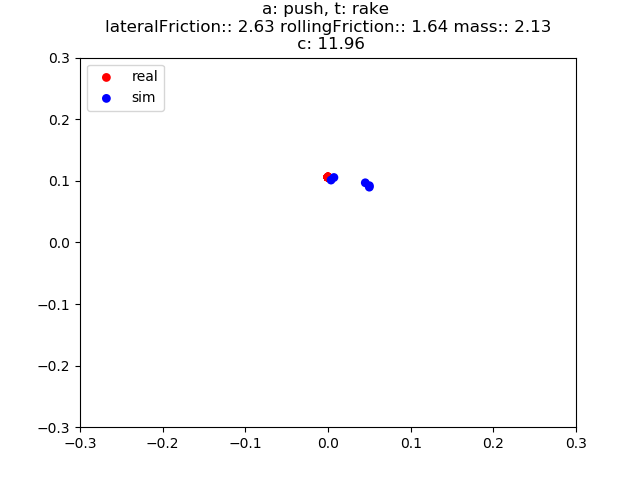 a: push, t: rake
lateralFriction:: 2.63 rollingFriction:: 1.64 mass:: 2.13
c: 11.96
real
sim
0.3
0.2
0.1
0.0
−0.1
−0.2
−0.3
−0.3 −0.2 −0.1 0.0 0.1 0.2 0.3